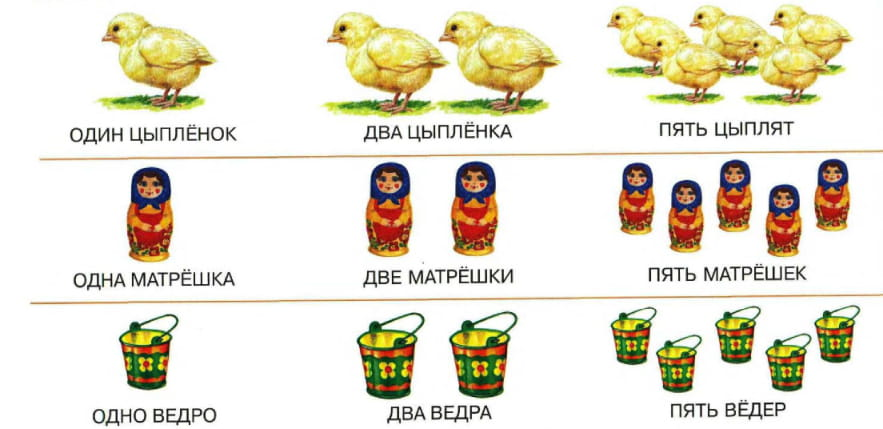 ОДИН ЦЫПЛЁНОК
ДВА ЦЫПЛЁНКА
ПЯТЬ ЦЫПЛЯТ
ОДНА МАТРЁШКА
ДВЕ МАТРЁШКИ
ПЯТЬ МАТРЁШЕК
ОДНО ВЕДРО
ДВА ВЕДРА
ПЯТЬ ВЁДЕР